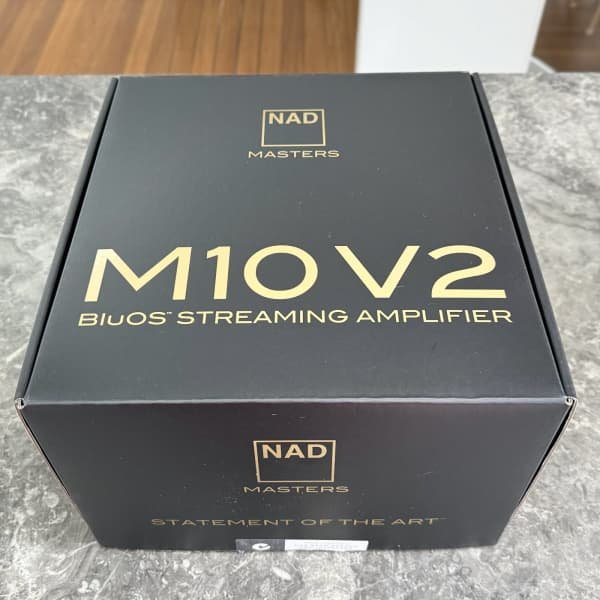 NAD
MASTERS
M10 V2
BluOS™ STREAMING AMPLIFIER
NAD
MASTERS
STATEMENT OF THE ART™